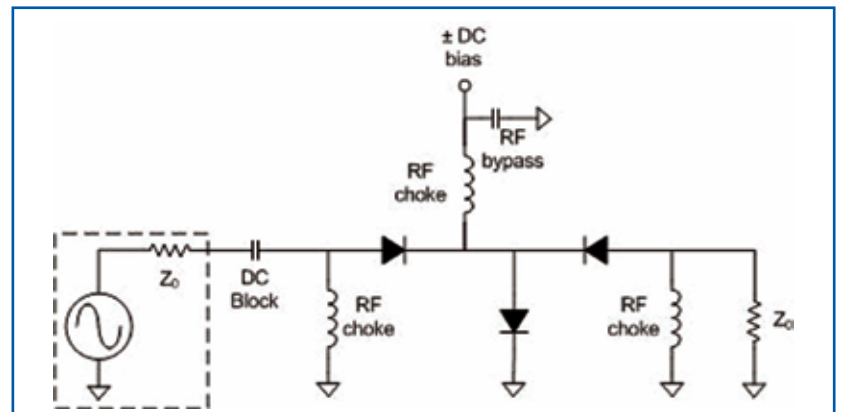 ± DC
bias
RF
bypass
RF
choke
Z₀
DC
Block
RF
choke
RF
choke
Z₀